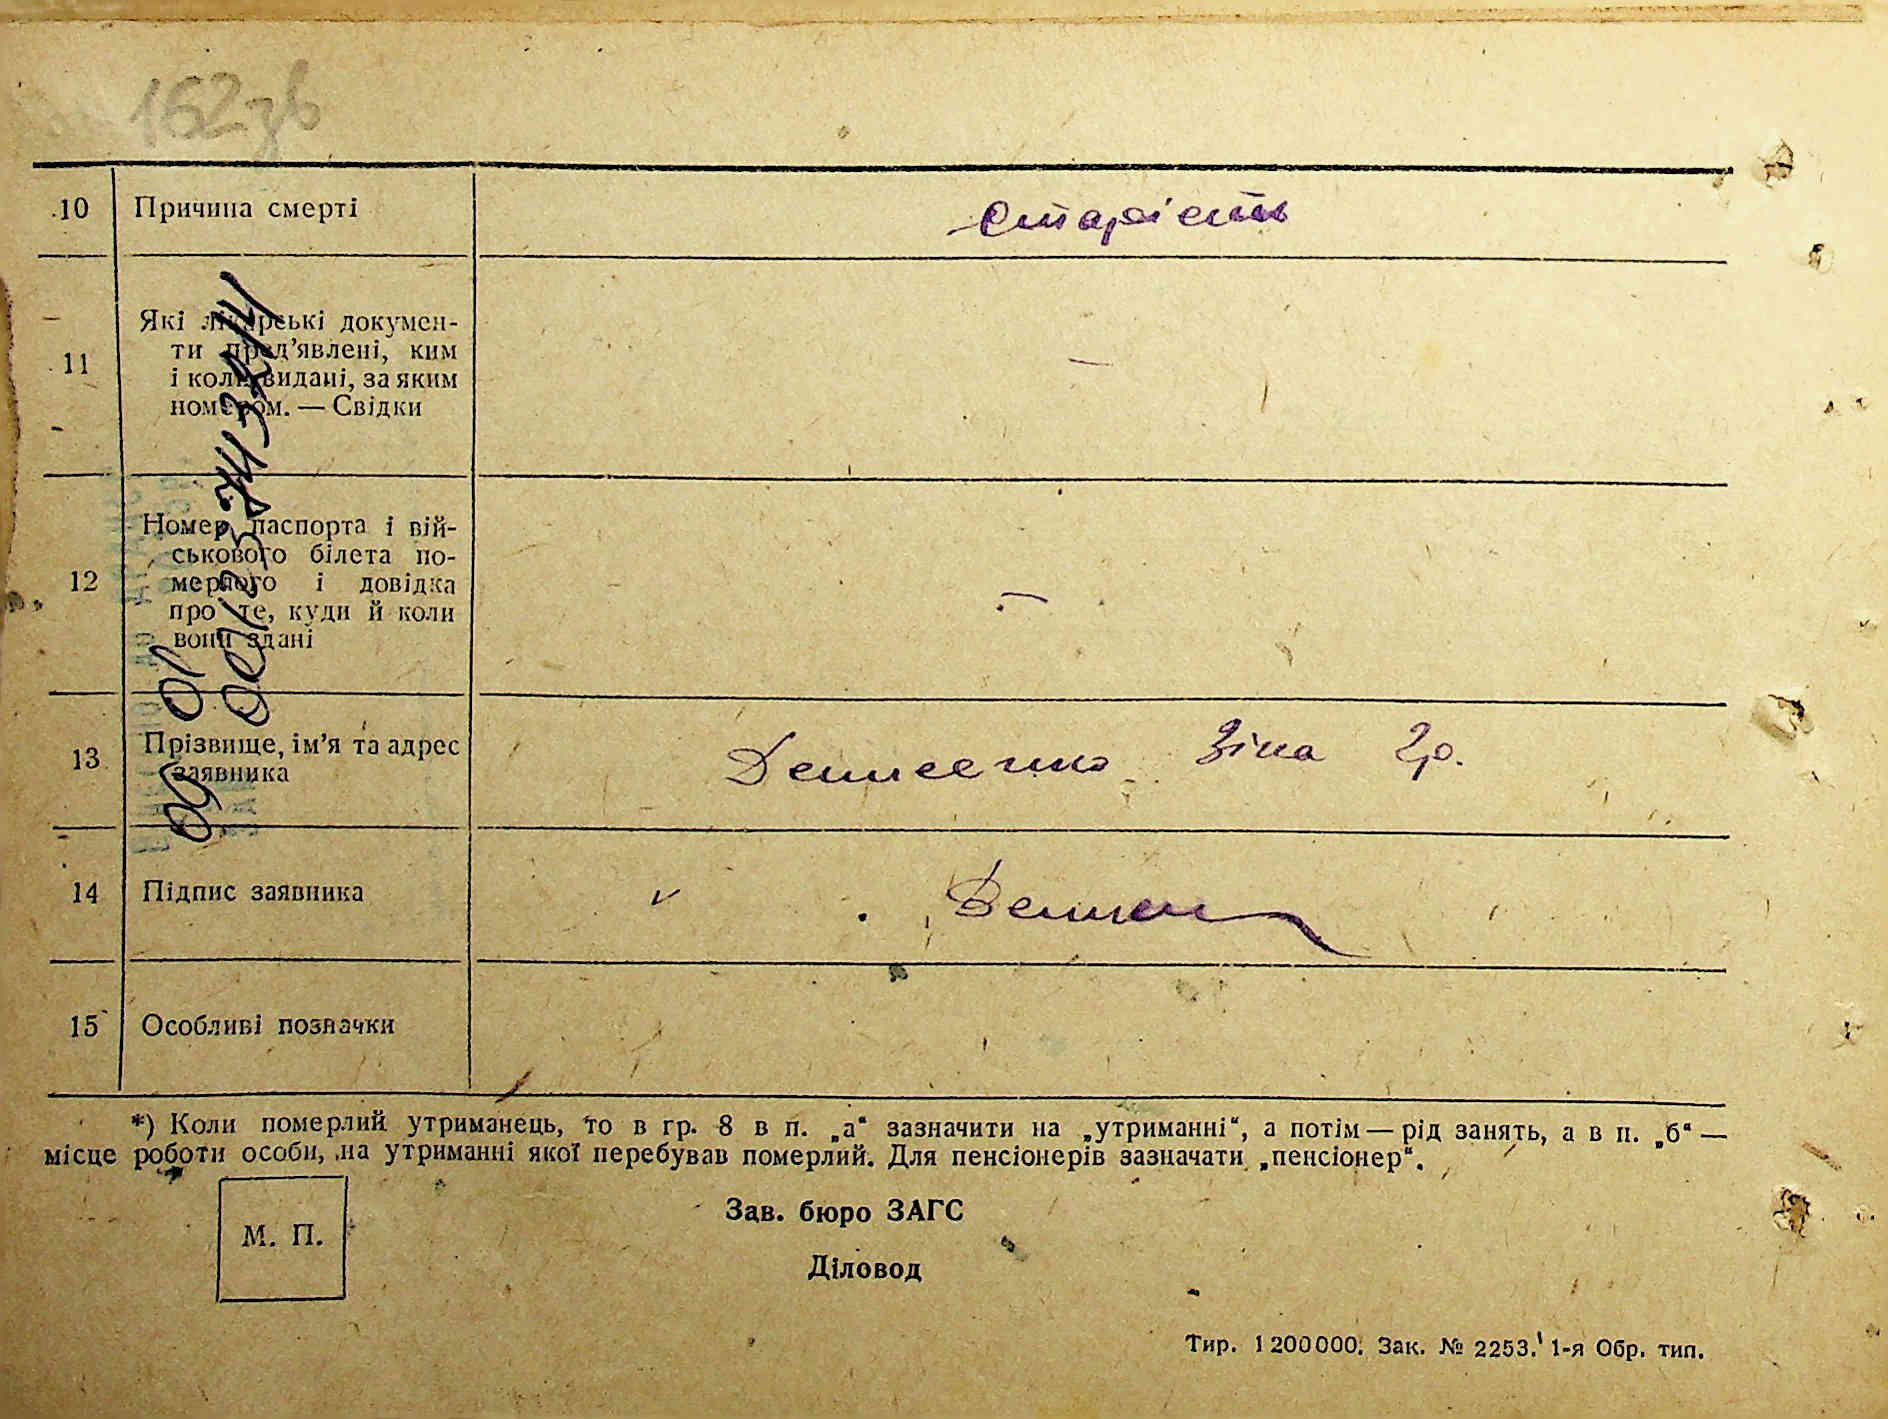 162зв
10 Причина смерті старість
11 Які лікарські докумен-
ти пред’явлені, ким
і коли видані, за яким
номером. — Свідки —
12 Номер паспорта і вій-
ськового білета по-
мерлого і довідка
про те, куди й коли
вони здані —
13 Прізвище, ім’я та адрес
заявника Зіна Гр.
14 Підпис заявника
15 Особливі позначки
*) Коли померлий утриманець, то в гр. 8 в п. „а“ зазначити на „утриманні“, а потім — рід занять, а в п. „б“ —
місце роботи особи, на утриманні якої перебував померлий. Для пенсіонерів зазначати „пенсіонер“.
М. П.
Зав. бюро ЗАГС
Діловод
Тир. 1200000. Зак. № 2253. 1-я Обр. тип.